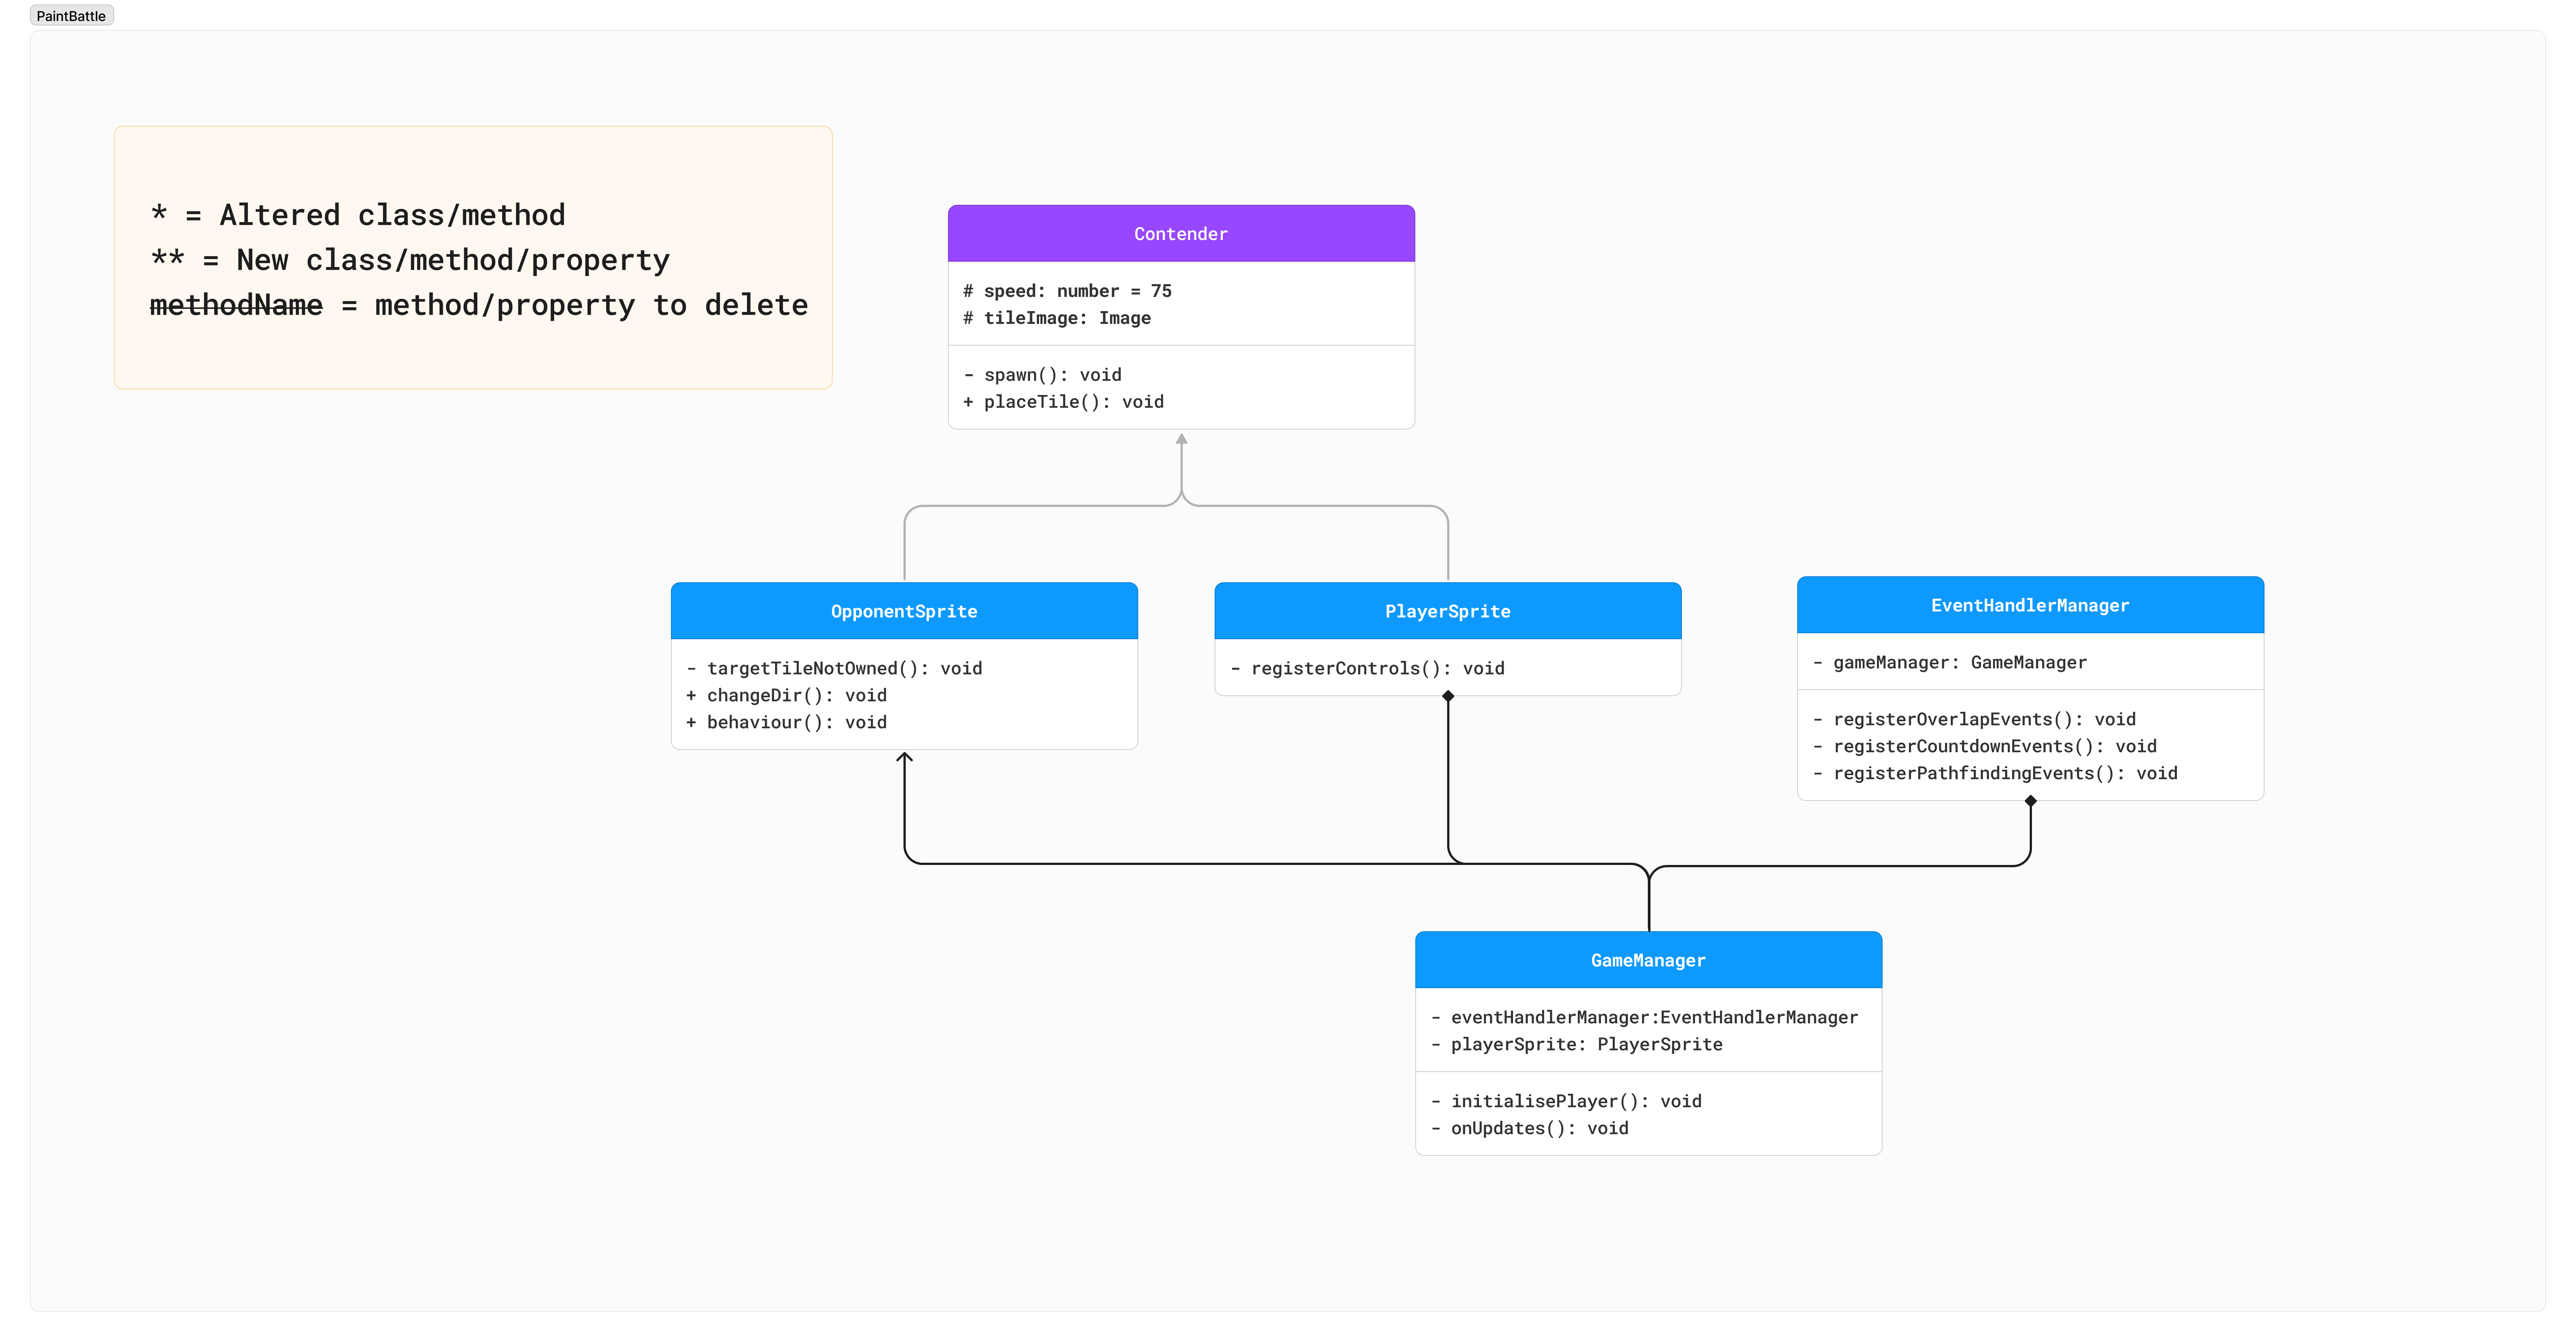 PaintBattle
* = Altered class/method
** = New class/method/property
methodName = method/property to delete
Contender
# speed: number = 75
# tileImage: Image
- spawn(): void
+ placeTile(): void
OpponentSprite
- targetTileNotOwned(): void
+ changeDir(): void
+ behaviour(): void
PlayerSprite
- registerControls(): void
EventHandlerManager
- gameManager: GameManager
- registerOverlapEvents(): void
- registerCountdownEvents(): void
- registerPathfindingEvents(): void
GameManager
- eventHandlerManager:EventHandlerManager
- playerSprite: PlayerSprite
- initialisePlayer(): void
- onUpdates(): void